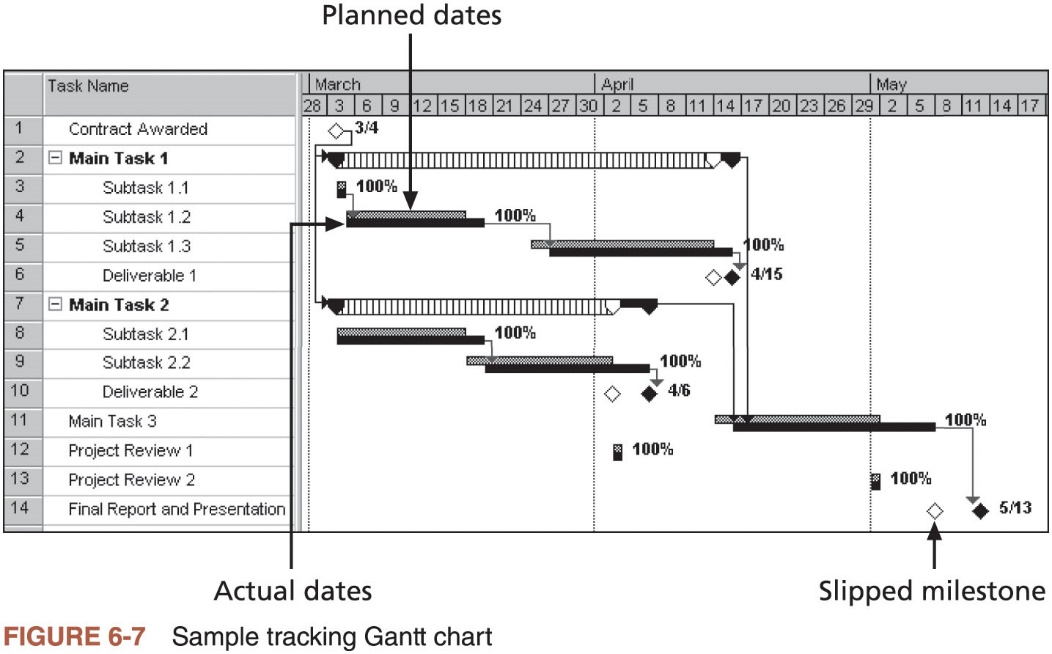 Planned dates
Task Name
March April May
28 3 6 9 12 15 18 21 24 27 30 2 5 8 11 14 17 20 23 26 29 2 5 8 11 14 17
1 Contract Awarded 3/4
2 Main Task 1
3 Subtask 1.1 100%
4 Subtask 1.2 100%
5 Subtask 1.3 100%
6 Deliverable 1 4/15
7 Main Task 2
8 Subtask 2.1 100%
9 Subtask 2.2 100%
10 Deliverable 2 4/6
11 Main Task 3 100%
12 Project Review 1 100%
13 Project Review 2 100%
14 Final Report and Presentation 5/13
Actual dates Slipped milestone
FIGURE 6-7 Sample tracking Gantt chart